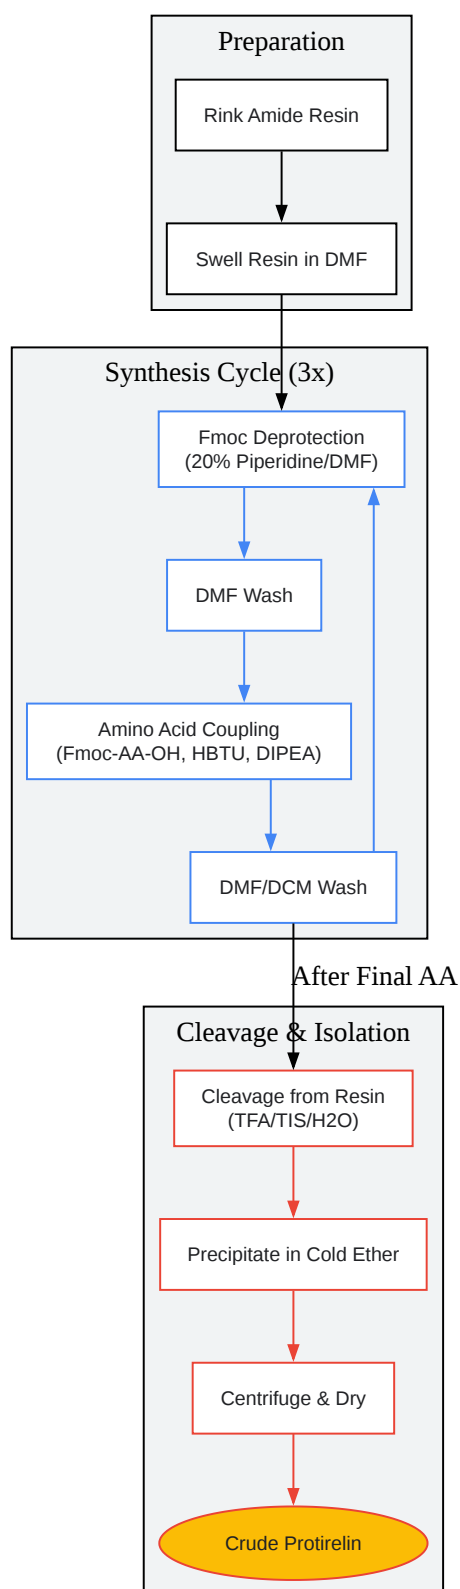 Preparation
Rink Amide Resin
Swell Resin in DMF
Synthesis Cycle (3x)
Fmoc Deprotection
(20% Piperidine/DMF)
DMF Wash
Amino Acid Coupling
(Fmoc-AA-OH, HBTU, DIPEA)
DMF/DCM Wash
After Final AA
Cleavage & Isolation
Cleavage from Resin
(TFA/TIS/H2O)
Precipitate in Cold Ether
Centrifuge & Dry
Crude Protirelin